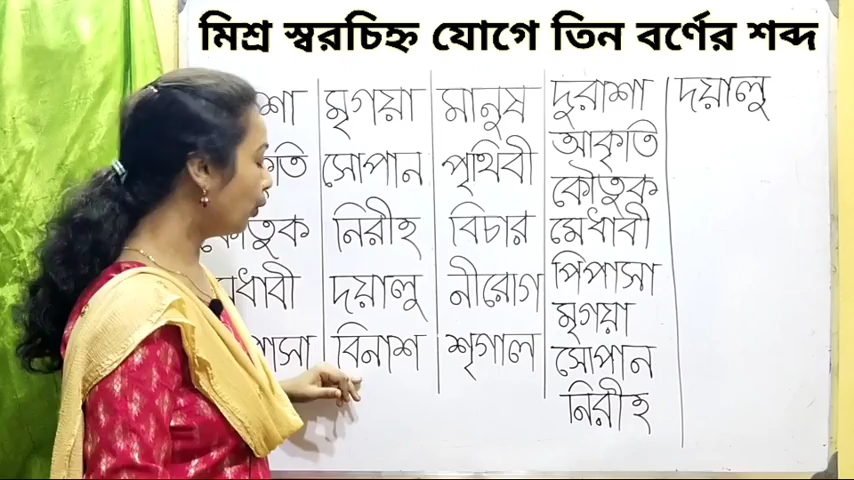 মিশ্র স্বরচিহ্ন যোগে তিন বর্ণের শব্দ
মৃগয়া
সোপান
নিরীহ
দয়ালু
বিনাশ
মানুষ
পৃথিবী
বিচার
নীরোগ
শৃগাল
দুরাশা
আকৃতি
কৌতুক
মেধাবী
পিপাসা
মৃগয়া
সোপান
নিরীহ
দয়ালু